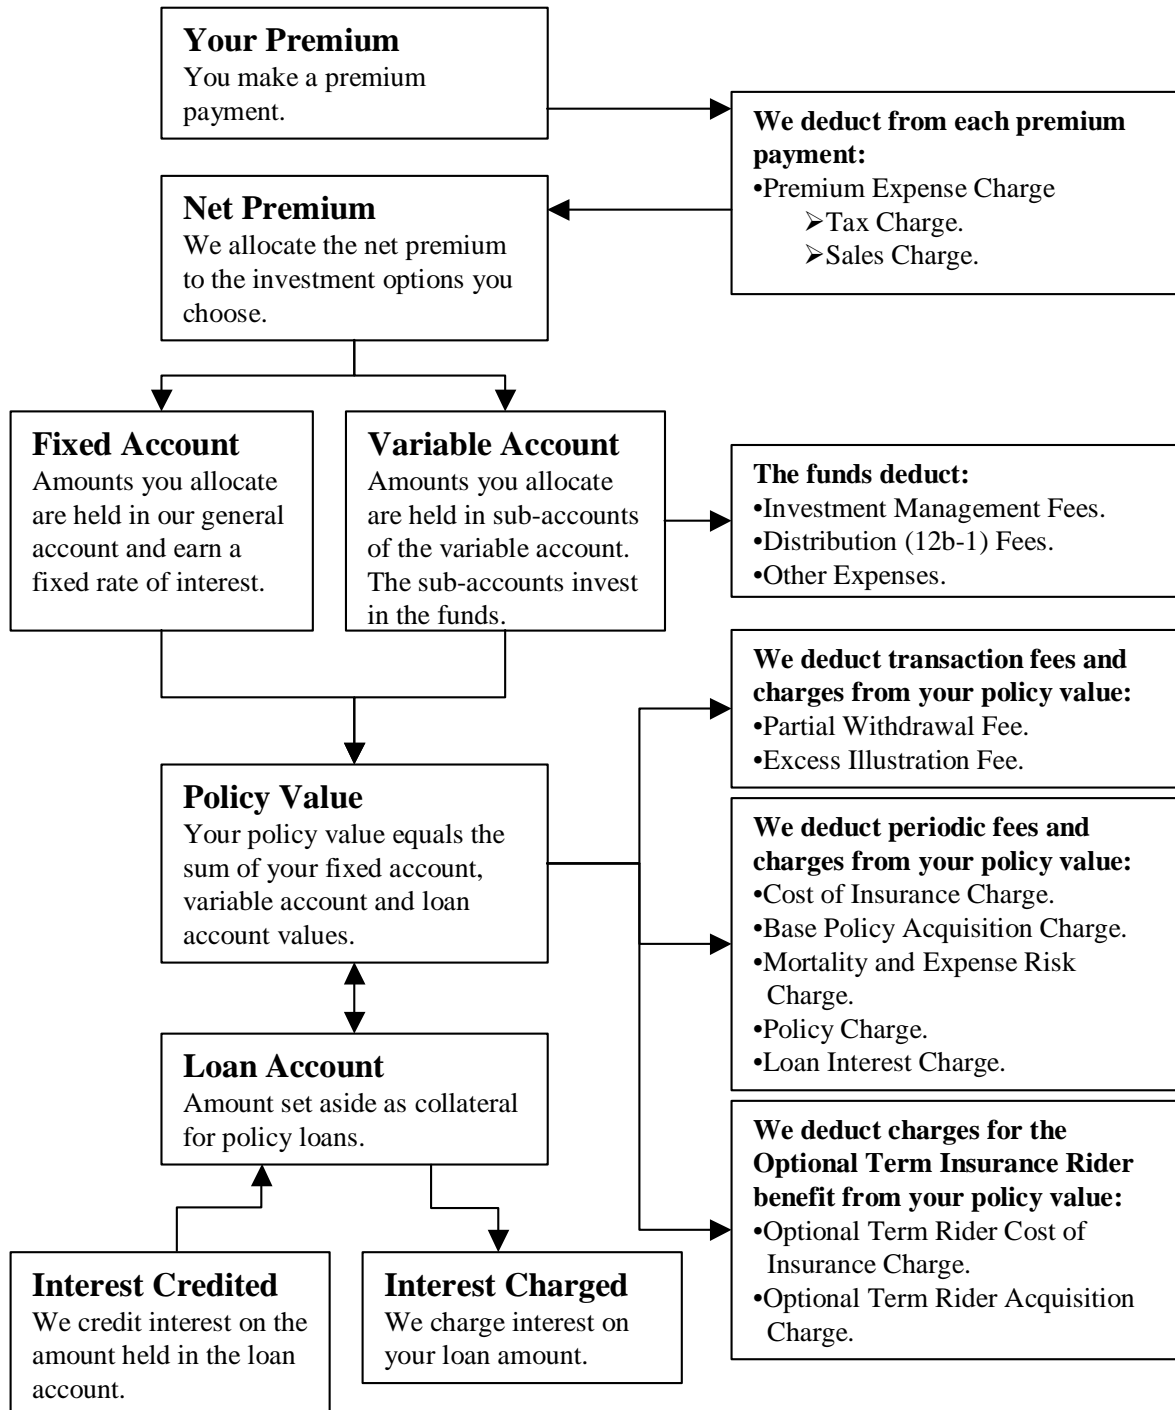 Your Premium
You make a premium
payment.
We deduct from each premium
payment:
•Premium Expense Charge
➢Tax Charge.
➢Sales Charge.
Net Premium
We allocate the net premium
to the investment options you
choose.
Fixed Account
Amounts you allocate
are held in our general
account and earn a
fixed rate of interest.
Variable Account
Amounts you allocate
are held in sub-accounts
of the variable account.
The sub-accounts invest
in the funds.
The funds deduct:
•Investment Management Fees.
•Distribution (12b-1) Fees.
•Other Expenses.
We deduct transaction fees and
charges from your policy value:
•Partial Withdrawal Fee.
•Excess Illustration Fee.
Policy Value
Your policy value equals the
sum of your fixed account,
variable account and loan
account values.
We deduct periodic fees and
charges from your policy value:
•Cost of Insurance Charge.
•Base Policy Acquisition Charge.
•Mortality and Expense Risk
Charge.
•Policy Charge.
•Loan Interest Charge.
Loan Account
Amount set aside as collateral
for policy loans.
We deduct charges for the
Optional Term Insurance Rider
benefit from your policy value:
•Optional Term Rider Cost of
Insurance Charge.
•Optional Term Rider Acquisition
Charge.
Interest Credited
We credit interest on the
amount held in the loan
account.
Interest Charged
We charge interest on
your loan amount.